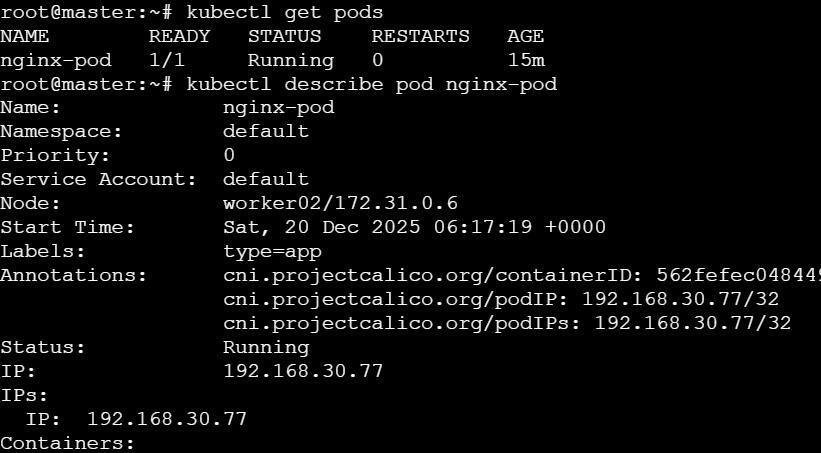 root@master:~# kubectl get pods
NAME        READY   STATUS    RESTARTS   AGE
nginx-pod   1/1     Running   0          15m
root@master:~# kubectl describe pod nginx-pod
Name:             nginx-pod
Namespace:        default
Priority:         0
Service Account:  default
Node:             worker02/172.31.0.6
Start Time:       Sat, 20 Dec 2025 06:17:19 +0000
Labels:           type=app
Annotations:      cni.projectcalico.org/containerID: 562fefec048449
                  cni.projectcalico.org/podIP: 192.168.30.77/32
                  cni.projectcalico.org/podIPs: 192.168.30.77/32
Status:           Running
IP:               192.168.30.77
IPs:
  IP:  192.168.30.77
Containers: